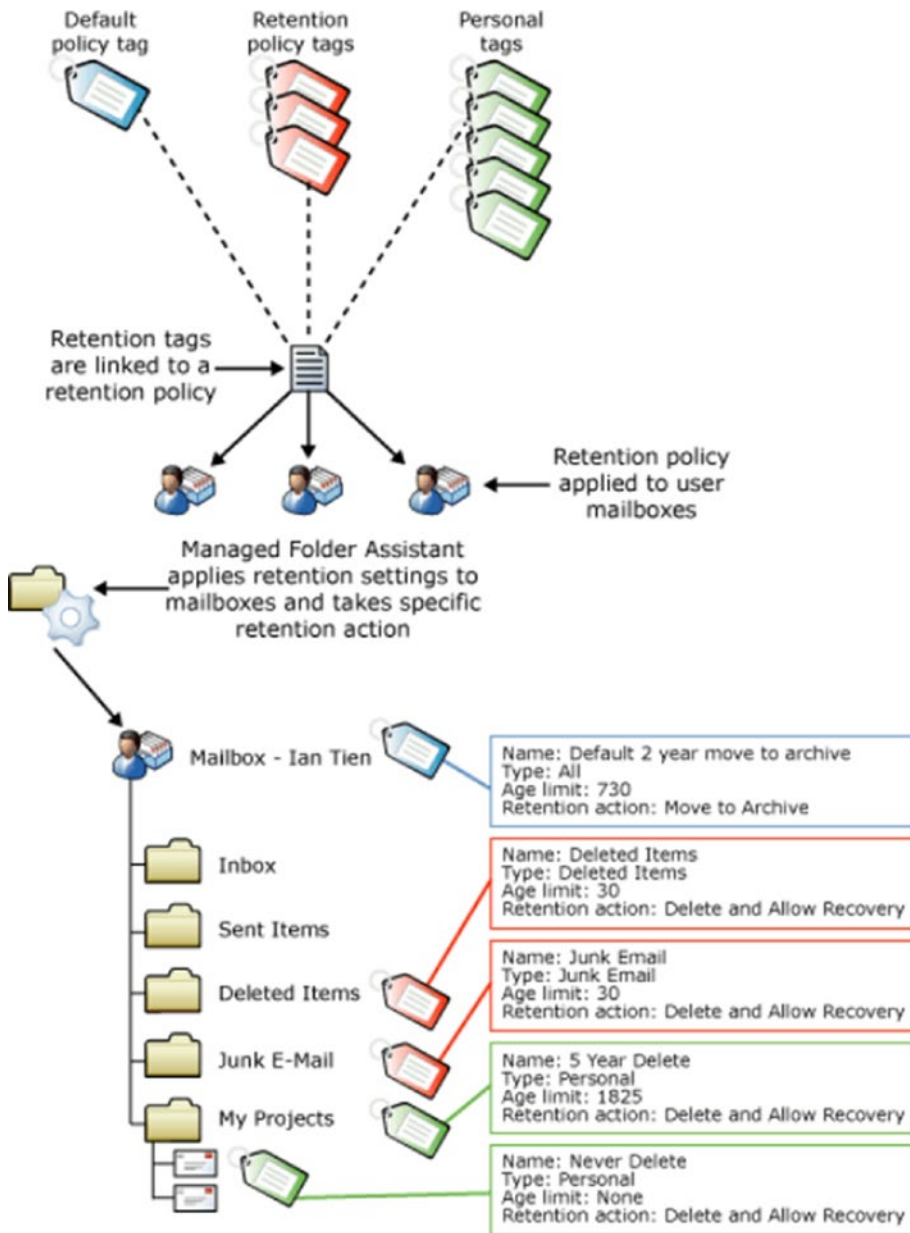 Default
policy tag
Retention
policy tags
Personal
tags
Retention tags
are linked to a
retention policy
Retention policy
applied to user
mailboxes
Managed Folder Assistant
applies retention settings to
mailboxes and takes specific
retention action
Mailbox - Ian Tien
Name: Default 2 year move to archive
Type: All
Age limit: 730
Retention action: Move to Archive
Inbox
Sent Items
Deleted Items
Name: Deleted Items
Type: Deleted Items
Age limit: 30
Retention action: Delete and Allow Recovery
Junk E-Mail
Name: Junk Email
Type: Junk Email
Age limit: 30
Retention action: Delete and Allow Recovery
My Projects
Name: 5 Year Delete
Type: Personal
Age limit: 1825
Retention action: Delete and Allow Recovery
Name: Never Delete
Type: Personal
Age limit: None
Retention action: Delete and Allow Recovery